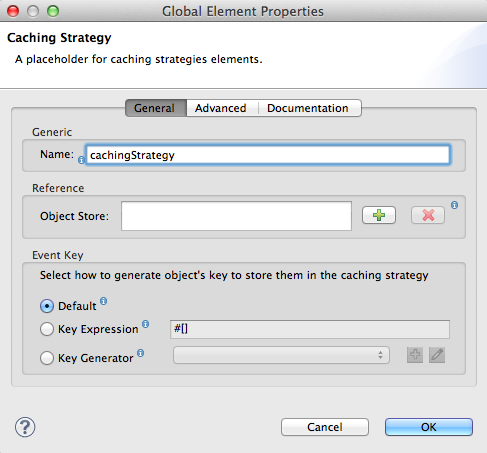 Global Element Properties
Caching Strategy
A placeholder for caching strategies elements.
General Advanced Documentation
Generic
Name: cachingStrategy
Reference
Object Store:
Event Key
Select how to generate object's key to store them in the caching strategy
Default
Key Expression #[]
Key Generator
? Cancel OK